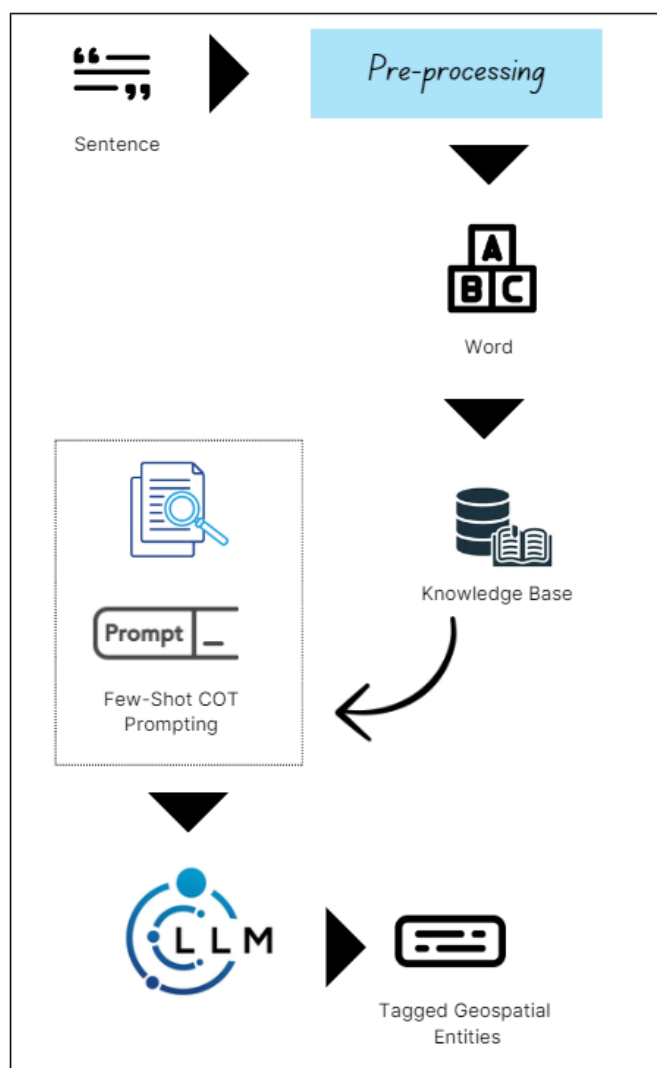 Sentence
Pre-processing
A
B C
Word
Knowledge Base
Prompt _
Few-Shot COT
Prompting
LLM
Tagged Geospatial
Entities